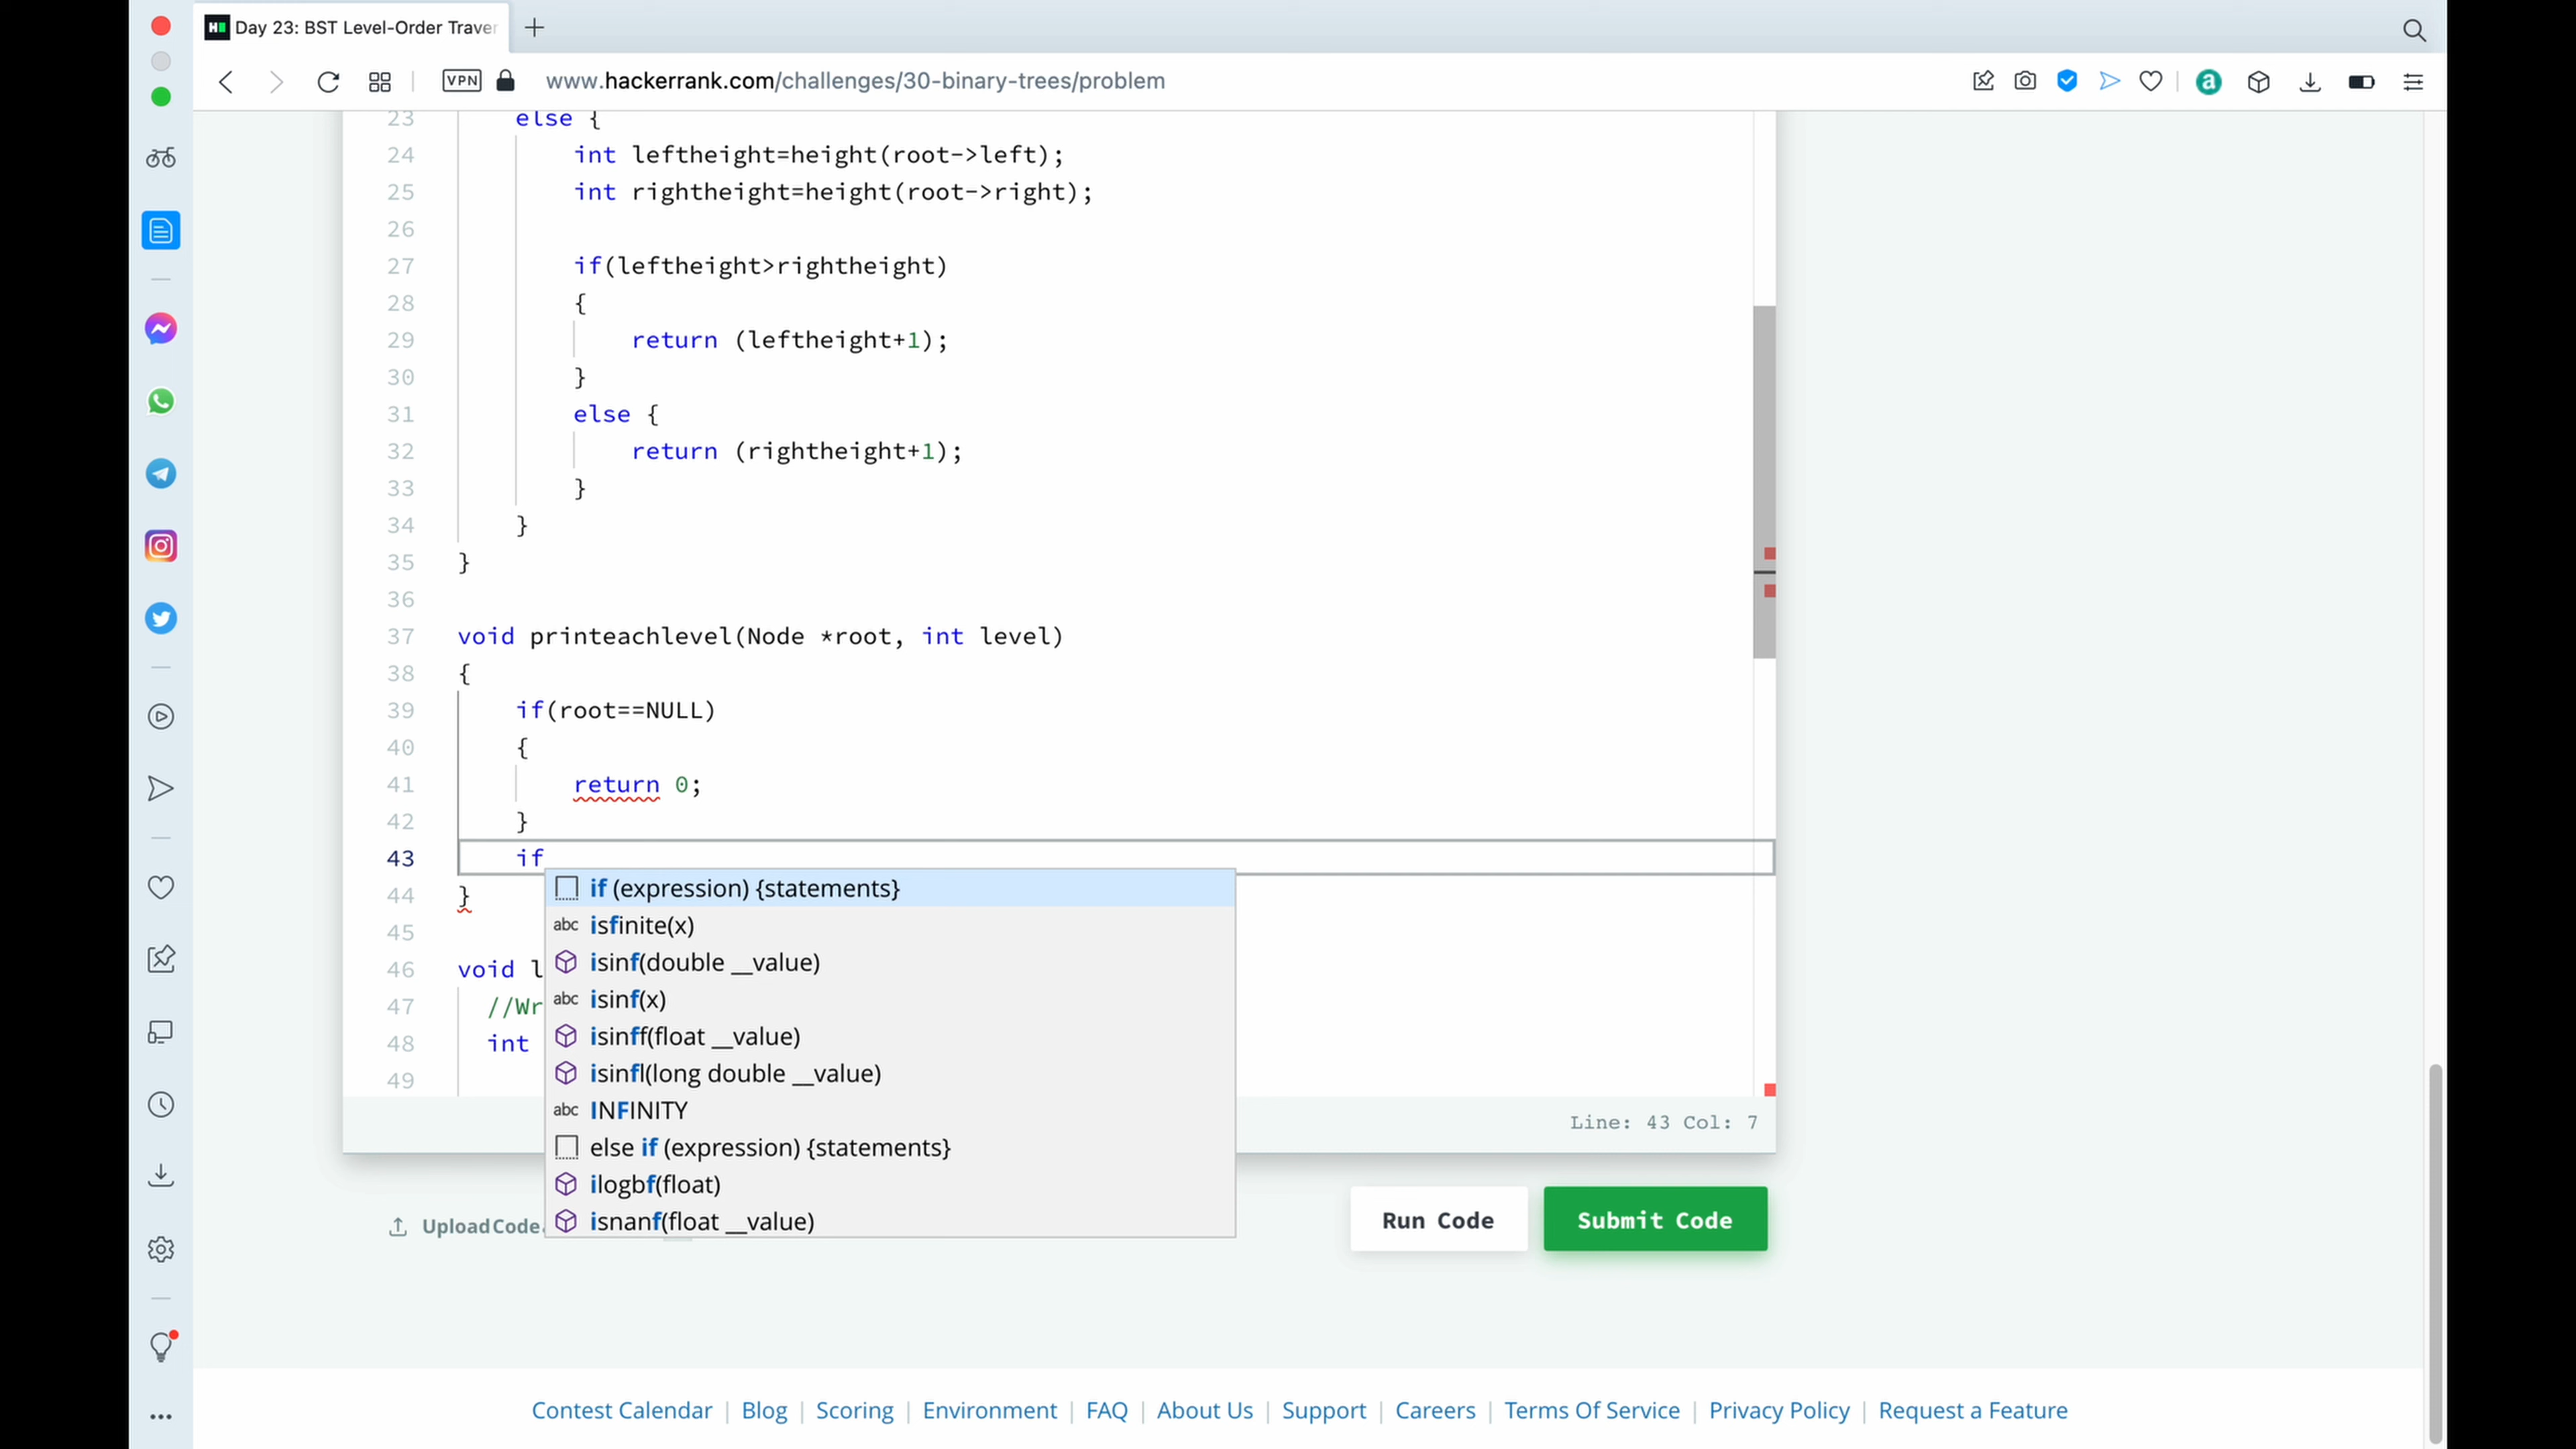 Day 23: BST Level-Order Traver
VPN
www.hackerrank.com/challenges/30-binary-trees/problem
a
23 else {
24 int leftheight=height(root->left);
25 int rightheight=height(root->right);
26
27 if(leftheight>rightheight)
28 {
29 return (leftheight+1);
30 }
31 else {
32 return (rightheight+1);
33 }
34 }
35 }
36
37 void printeachlevel(Node *root, int level)
38 {
39 if(root==NULL)
40 {
41 return 0;
42 }
43 if
44 }
45
46 void l
47 //Wr
48 int
49
if (expression) {statements}
abc isfinite(x)
isinf(double __value)
abc isinf(x)
isinff(float __value)
isinfl(long double __value)
abc INFINITY
else if (expression) {statements}
ilogbf(float)
isnanf(float __value)
Line: 43 Col: 7
Upload Code
Run Code
Submit Code
Contest Calendar | Blog | Scoring | Environment | FAQ | About Us | Support | Careers | Terms Of Service | Privacy Policy | Request a Feature